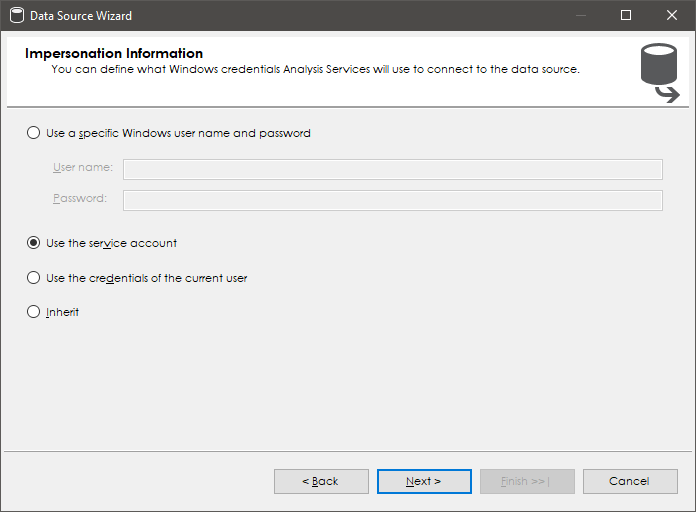 Data Source Wizard
Impersonation Information
You can define what Windows credentials Analysis Services will use to connect to the data source.
Use a specific Windows user name and password
User name:
Password:
Use the service account
Use the credentials of the current user
Inherit
< Back
Next >
Finish >>|
Cancel